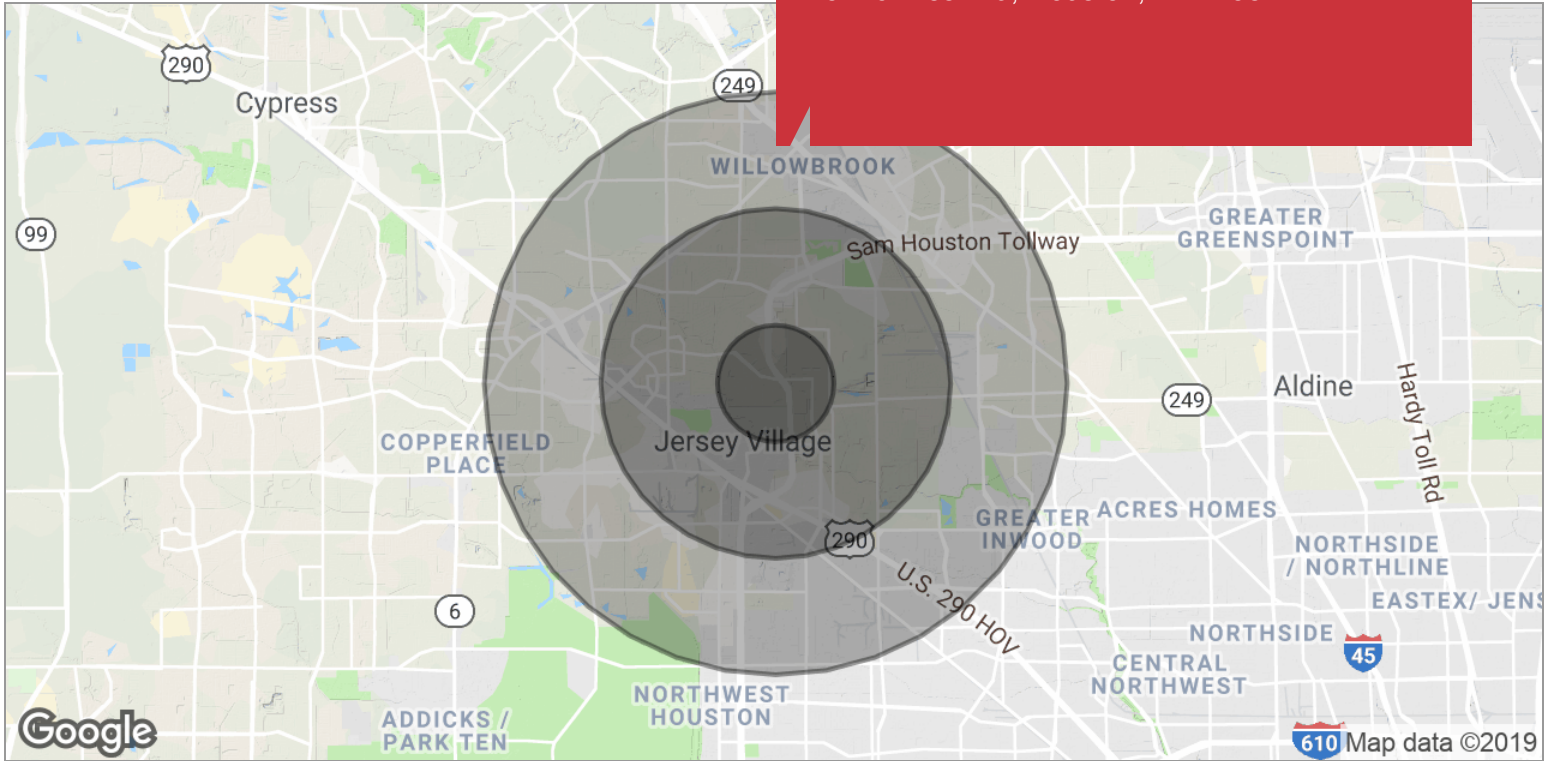 290
Cypress
249
WILLOWBROOK
99
GREATER
GREENSPOINT
Sam Houston Tollway
249
Aldine
Hardy Toll Rd
COPPERFIELD
PLACE
Jersey Village
GREATER
INWOOD
ACRES HOMES
290
NORTHSIDE
/ NORTHLINE
U.S. 290 HOV
EASTEX/ JENS
6
NORTHSIDE
45
CENTRAL
NORTHWEST
NORTHWEST
HOUSTON
ADDICKS /
PARK TEN
Google
610
Map data ©2019